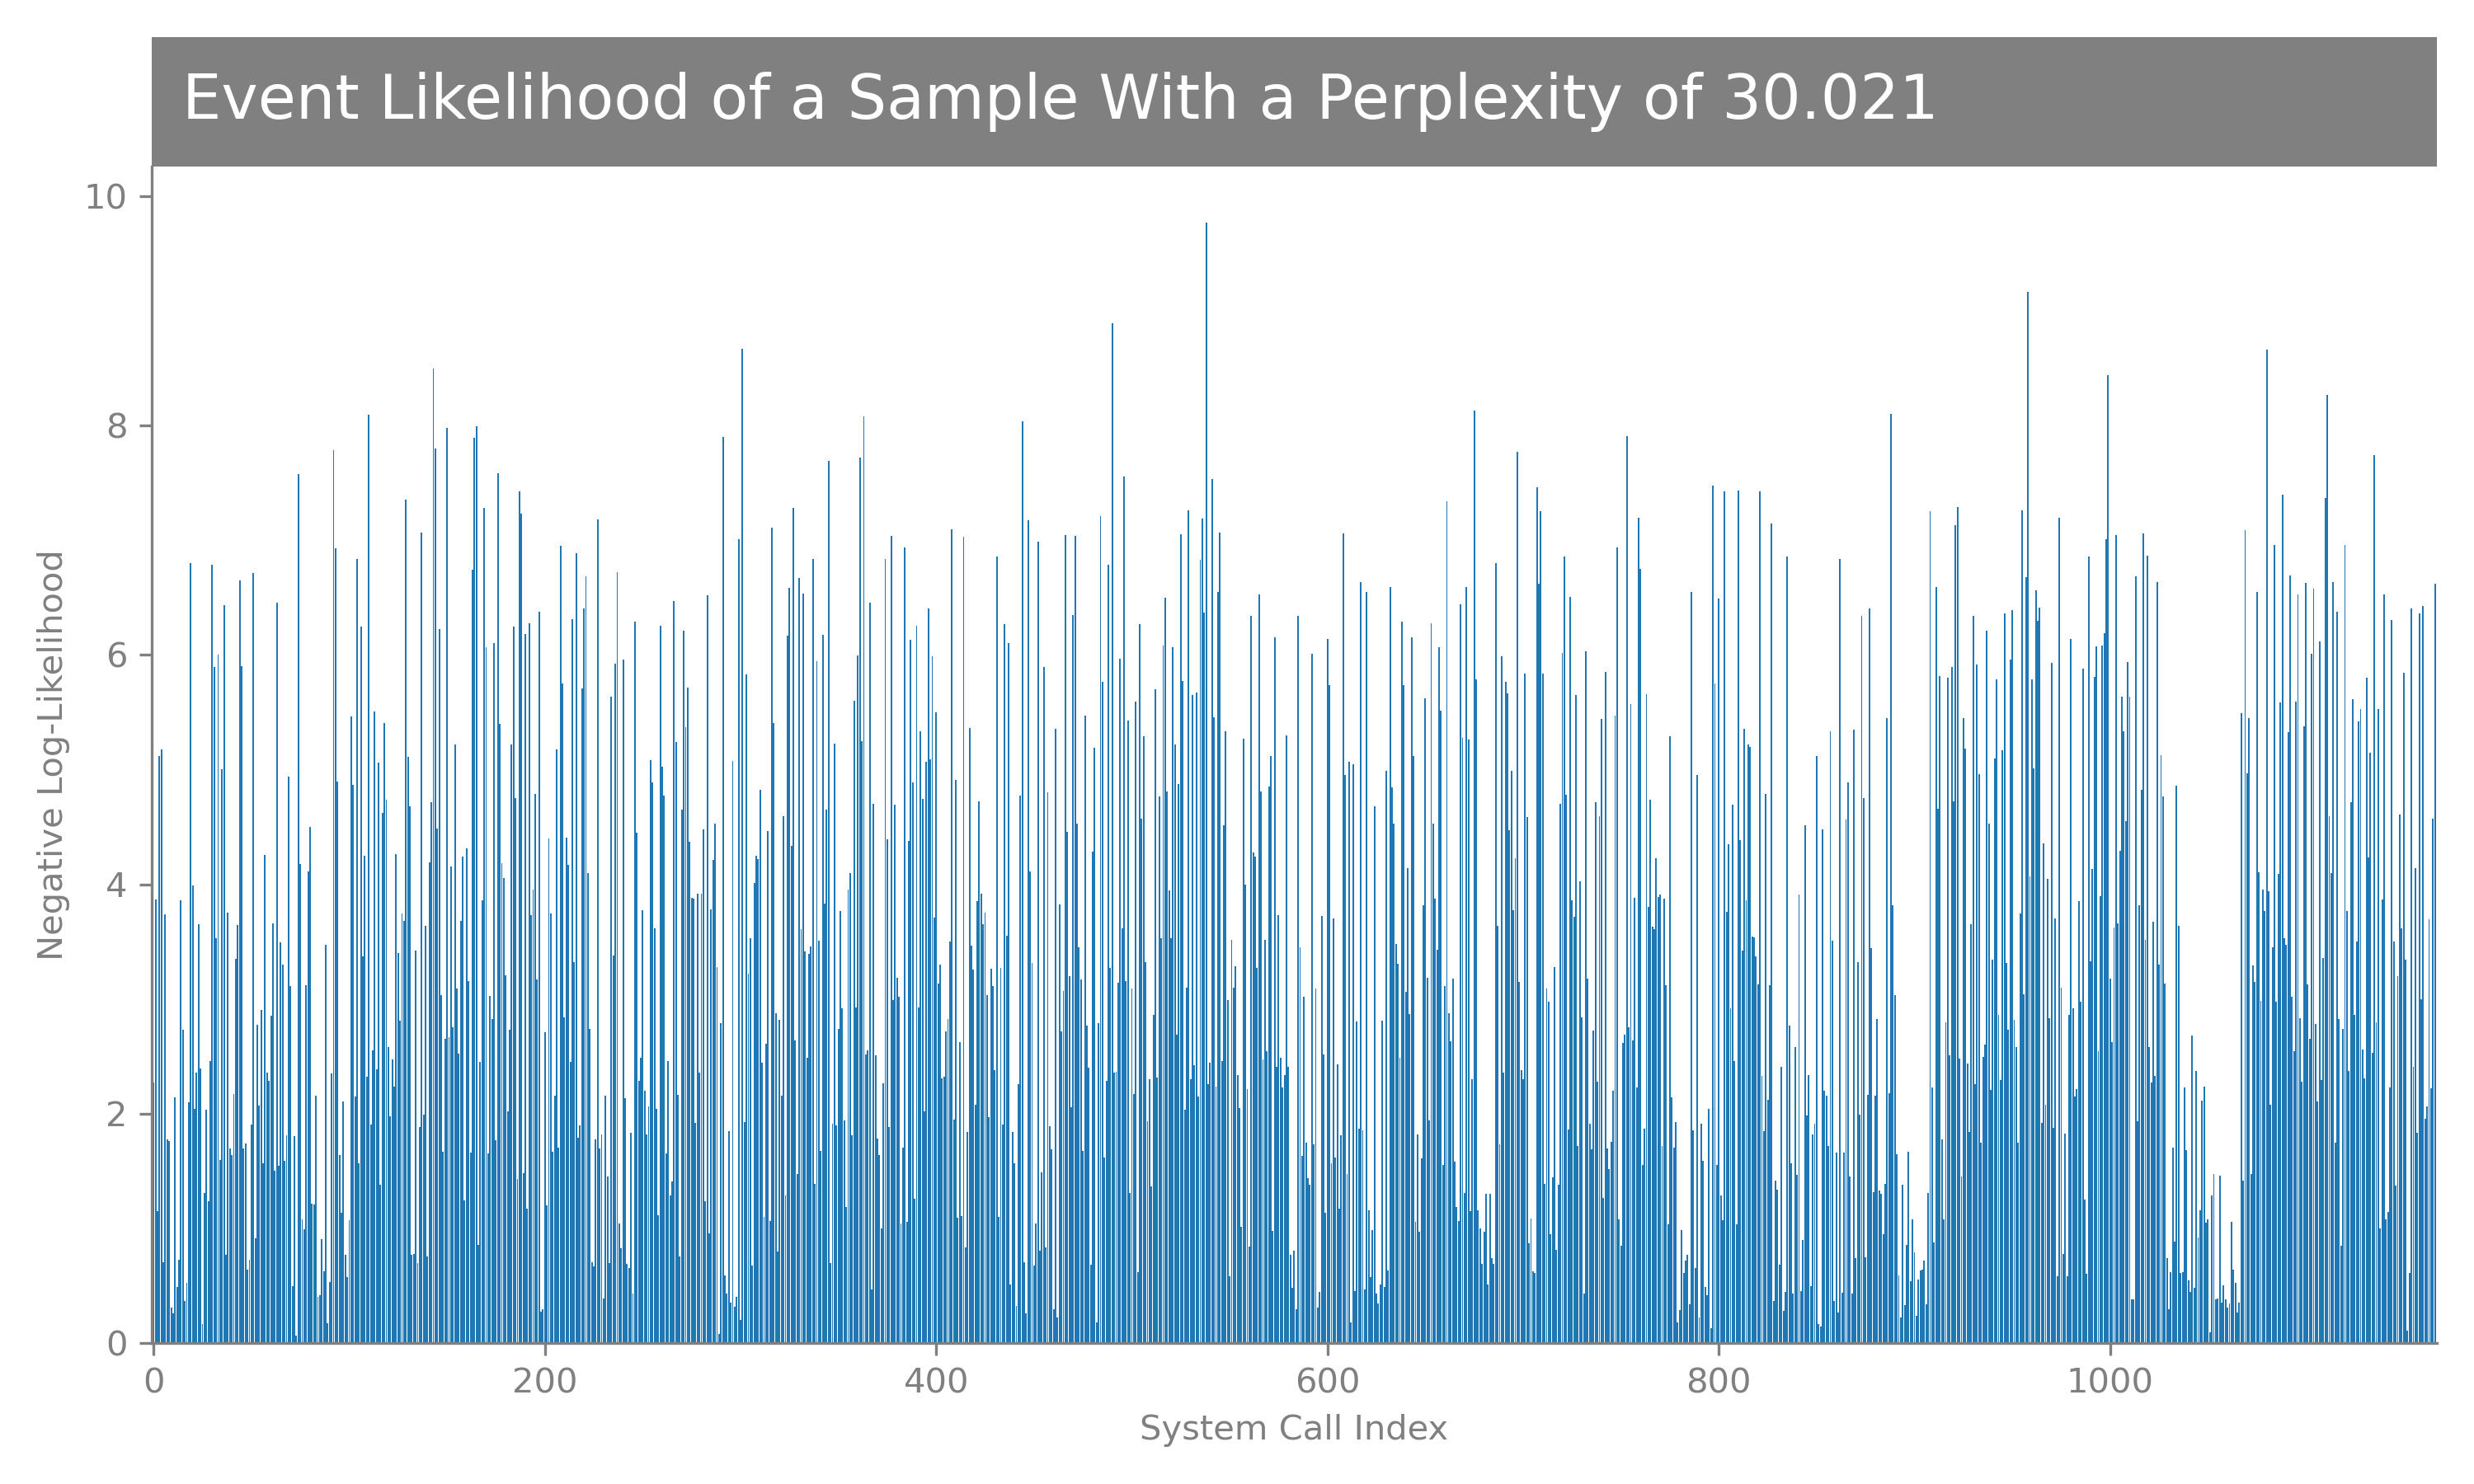 Event Likelihood of a Sample With a Perplexity of 30.021
10
8
6
4
2
0
Negative Log-Likelihood
0 200 400 600 800 1000
System Call Index